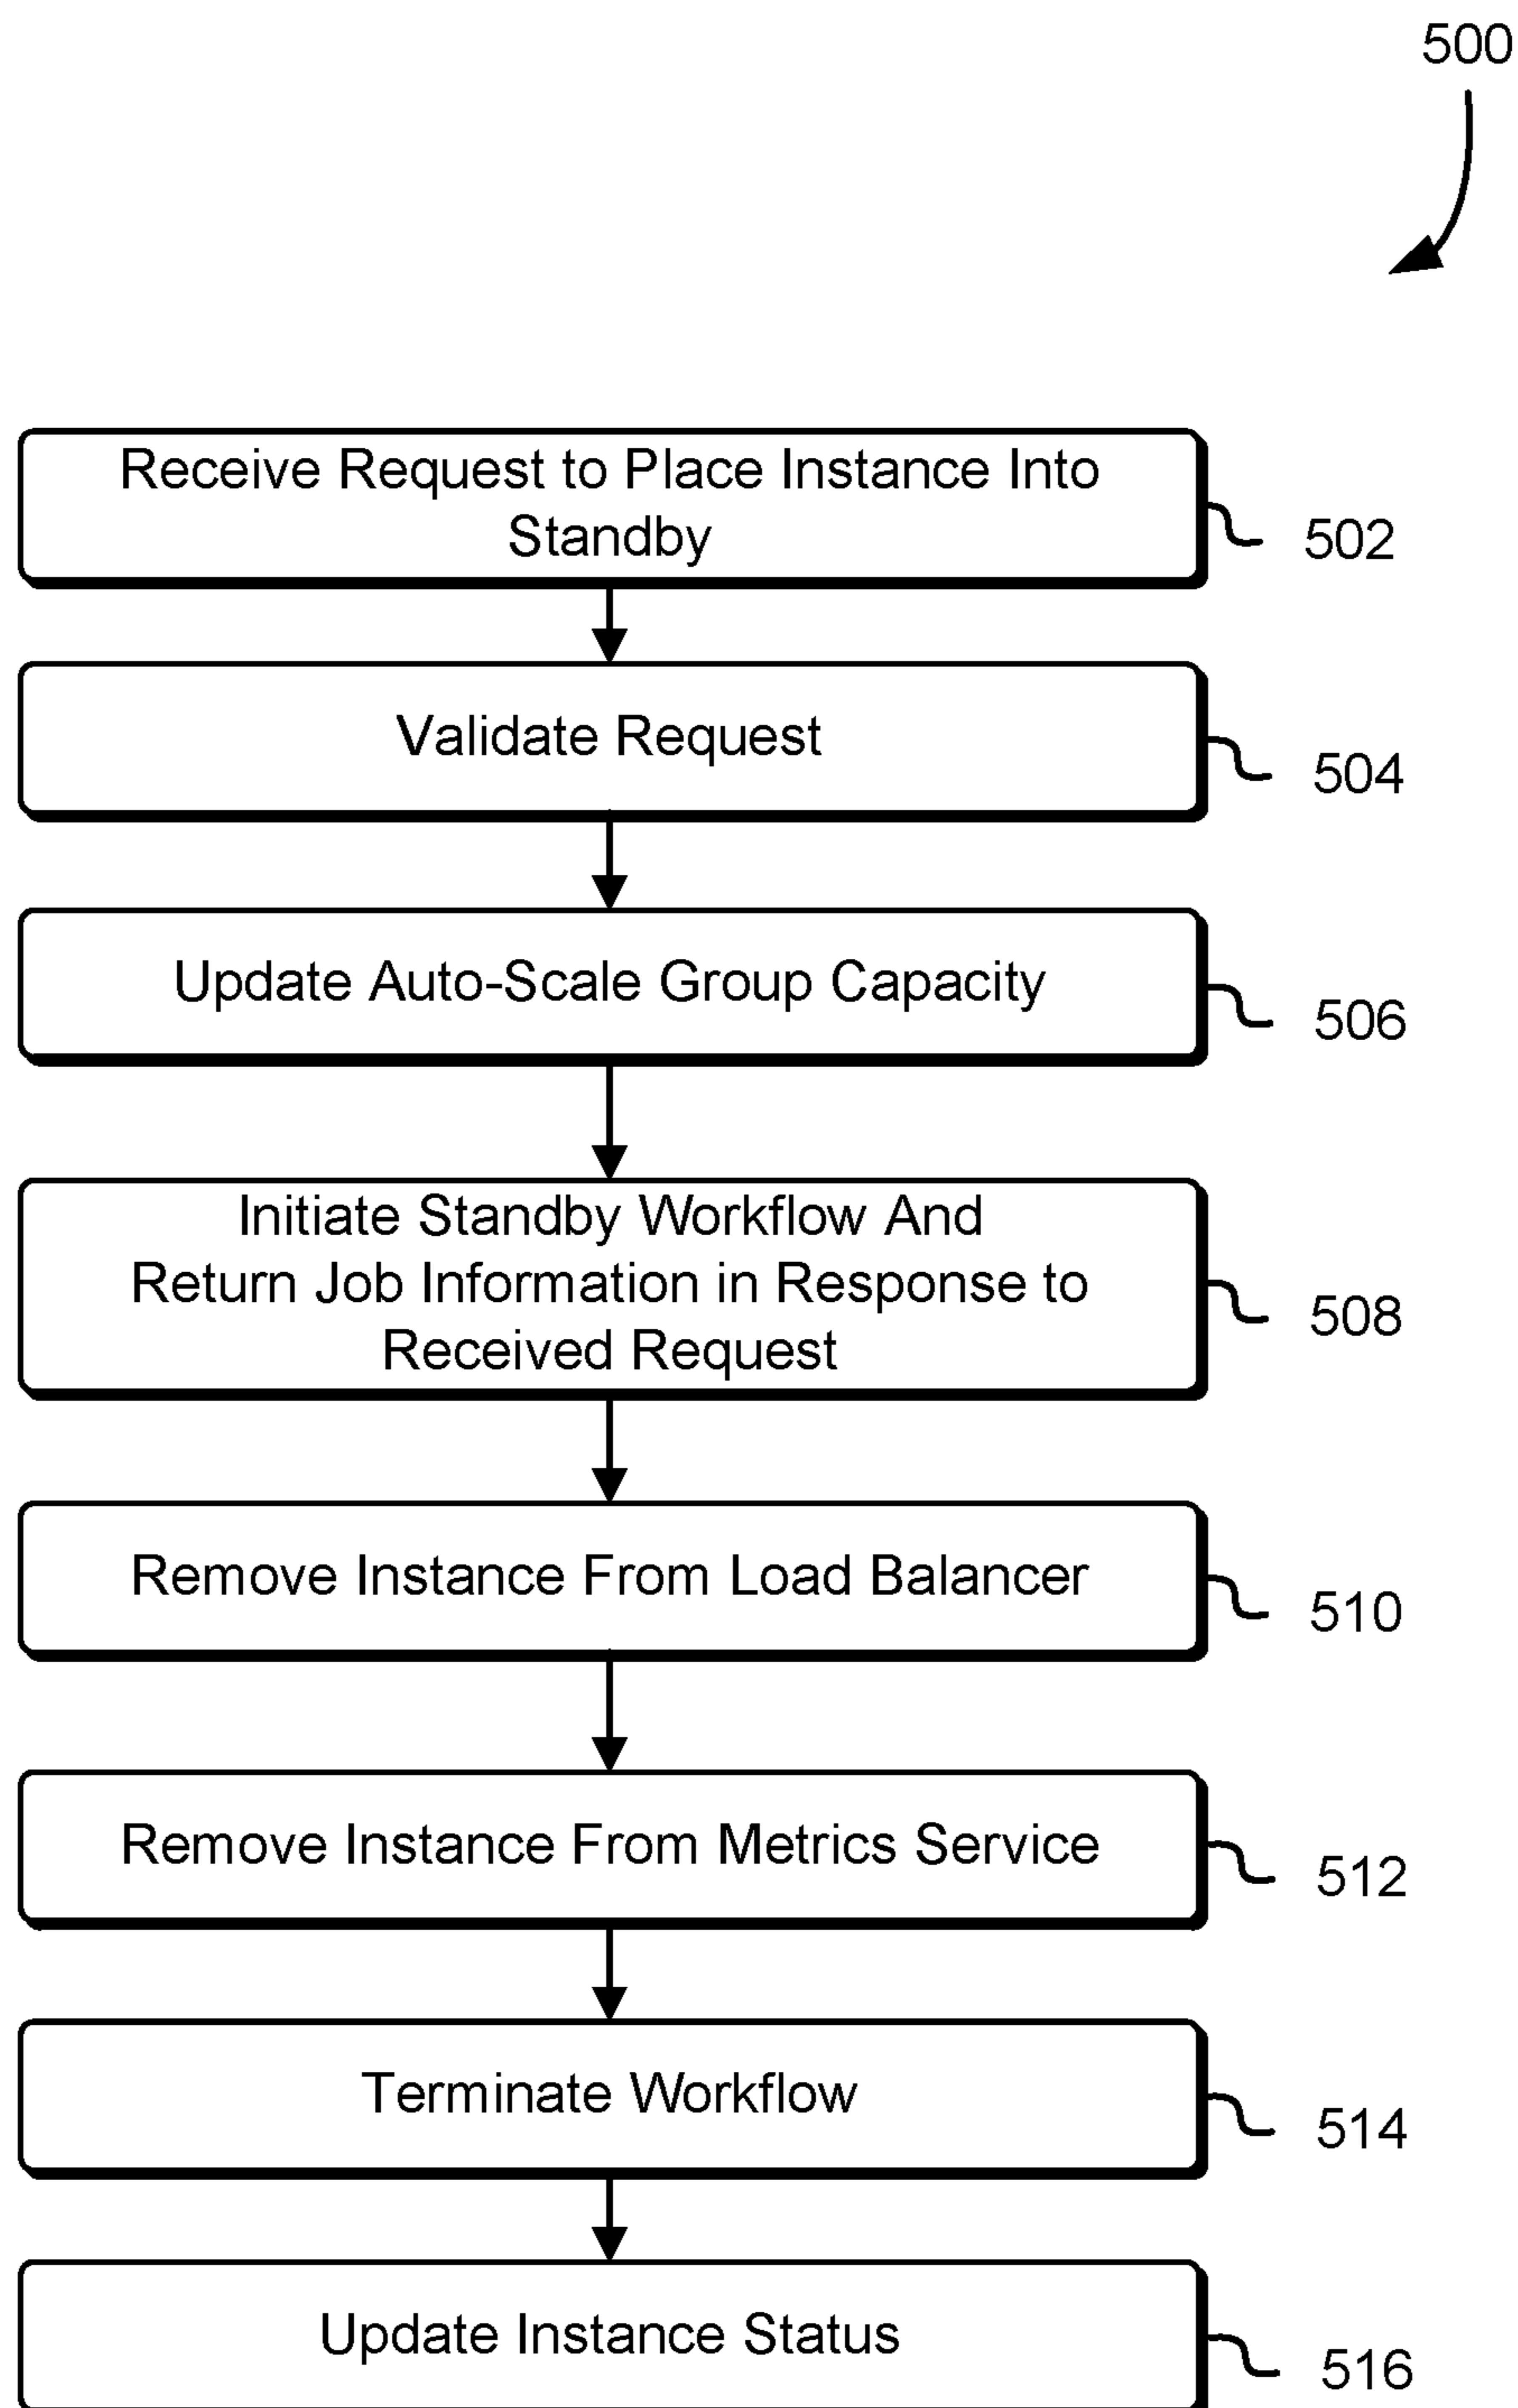 500
Receive Request to Place Instance Into
Standby
502
Validate Request
504
Update Auto-Scale Group Capacity
506
Initiate Standby Workflow And
Return Job Information in Response to
Received Request
508
Remove Instance From Load Balancer
510
Remove Instance From Metrics Service
512
Terminate Workflow
514
Update Instance Status
516